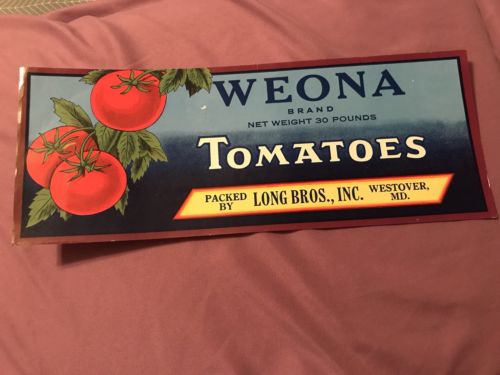 WEONA
BRAND
NET WEIGHT 30 POUNDS
TOMATOES
PACKED BY LONG BROS., INC. WESTOVER, MD.